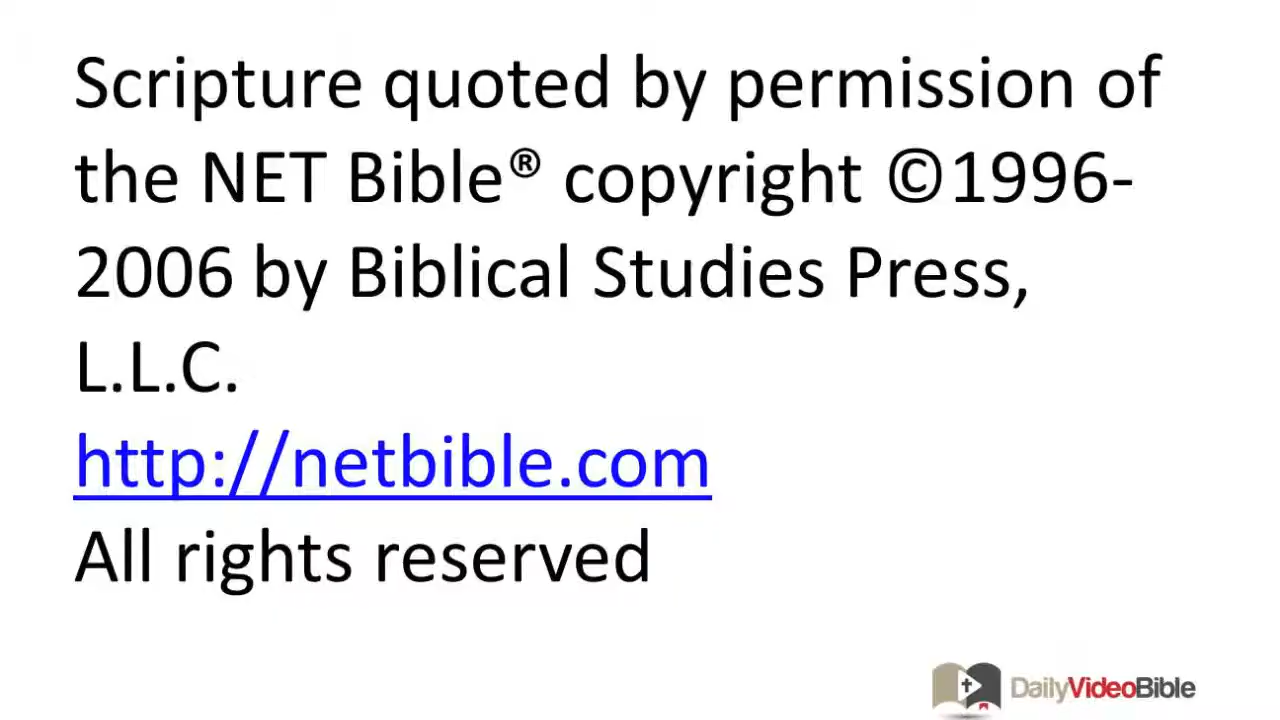 Scripture quoted by permission of
the NET Bible® copyright ©1996-
2006 by Biblical Studies Press,
L.L.C.
http://netbible.com
All rights reserved
DailyVideoBible